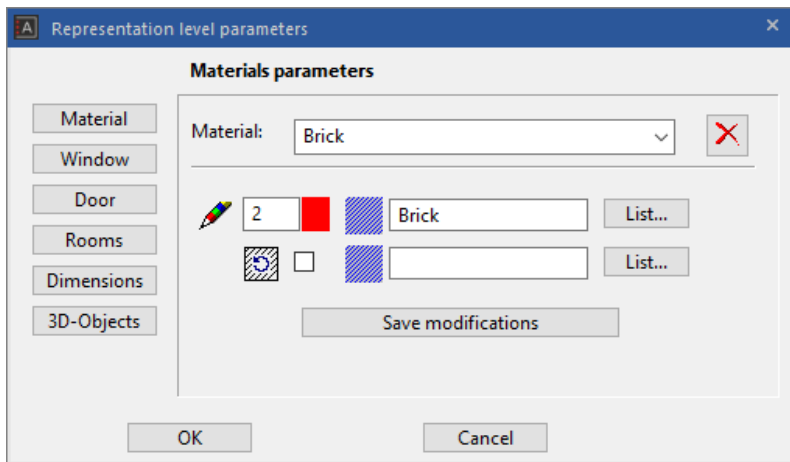 A Representation level parameters
Materials parameters
Material
Window
Door
Rooms
Dimensions
3D-Objects
Material: Brick
2 Brick List...
List...
Save modifications
OK Cancel